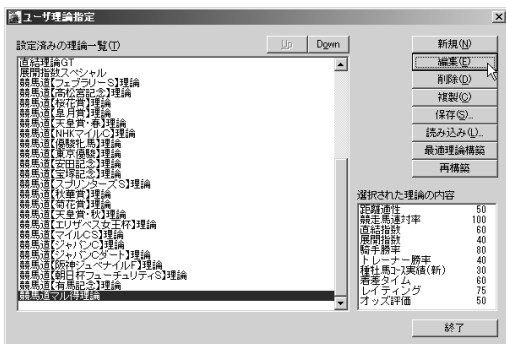 ユーザ理論指定
設定済みの理論一覧(T)
Up
Down
直結理論GT
展開指数スペシャル
競馬道【フェブラリーS】理論
競馬道【高松宮記念】理論
競馬道【桜花賞】理論
競馬道【皐月賞】理論
競馬道【天皇賞・春】理論
競馬道【NHKマイルC】理論
競馬道【優駿牝馬】理論
競馬道【東京優駿】理論
競馬道【安田記念】理論
競馬道【宝塚記念】理論
競馬道【スプリンターズS】理論
競馬道【秋華賞】理論
競馬道【菊花賞】理論
競馬道【天皇賞・秋】理論
競馬道【エリザベス女王杯】理論
競馬道【マイルCS】理論
競馬道【ジャパンC】理論
競馬道【ジャパンCダート】理論
競馬道【阪神ジュベナイルF】理論
競馬道【朝日杯フューチュリティS】理論
競馬道【有馬記念】理論
競馬道マル得理論
新規(N)
編集(E)
削除(D)
複製(C)
保存(S)...
読み込み(L)...
最適理論構築
再構築
選択された理論の内容
距離適性 50
競走馬連対率 100
直結指数 60
展開指数 40
騎手勝率 80
トレーナー勝率 40
種牡馬コース実績(新) 30
着差タイム 60
レイティング 75
オッズ評価 50
終了